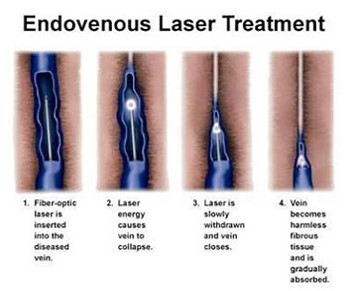 Endovenous Laser Treatment
1. Fiber-optic
laser is
inserted
into the
diseased
vein.
2. Laser
energy
causes
vein to
collapse.
3. Laser is
slowly
withdrawn
and vein
closes.
4. Vein
becomes
harmless
fibrous
tissue
and is
gradually
absorbed.